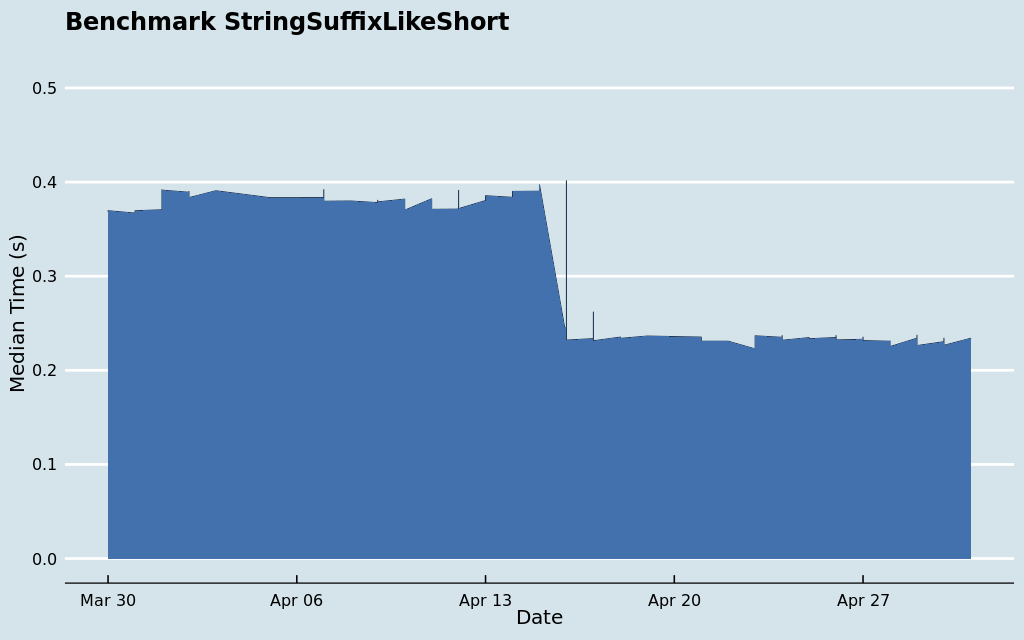 Benchmark StringSuffixLikeShort
0.5
0.4
0.3
0.2
0.1
0.0
Median Time (s)
Mar 30
Apr 06
Apr 13
Apr 20
Apr 27
Date